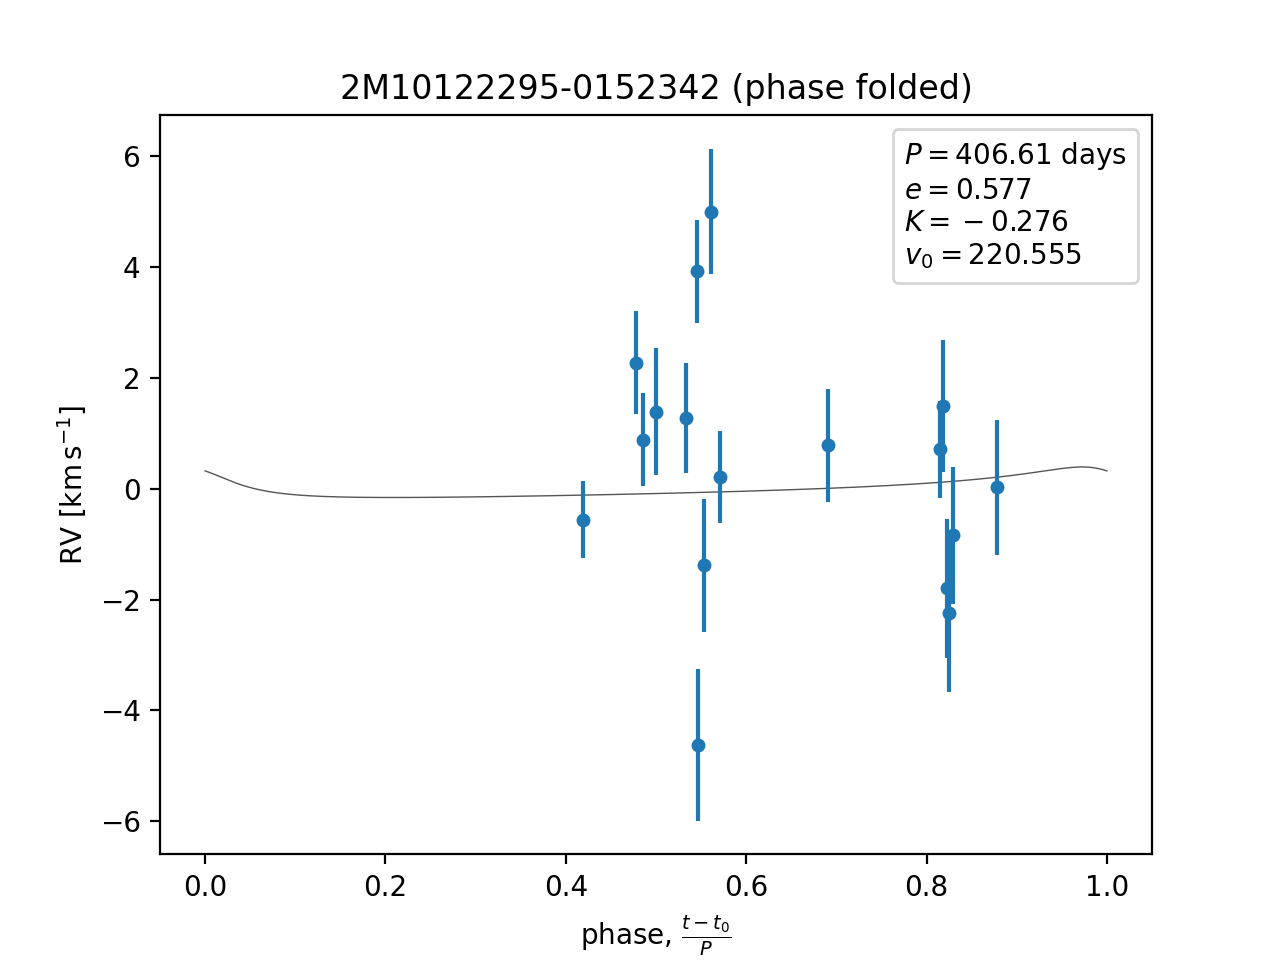 2M10122295-0152342 (phase folded)
P = 406.61 days
e = 0.577
K = −0.276
v₀ = 220.555
RV [km s⁻¹]
6
4
2
0
−2
−4
−6
0.0 0.2 0.4 0.6 0.8 1.0
phase, (t − t₀)/P